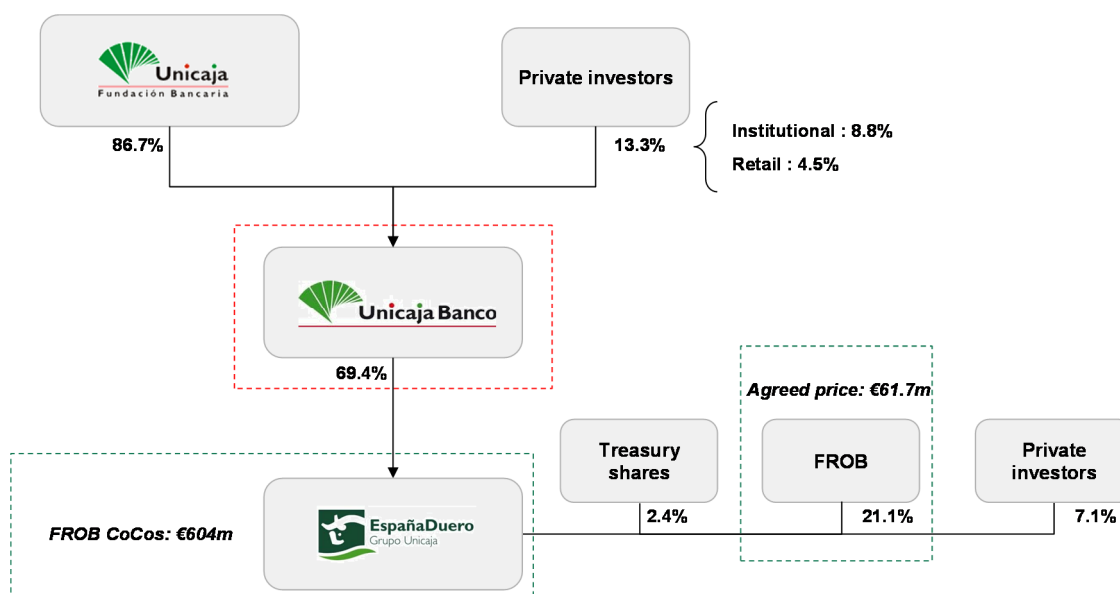 Unicaja
Fundación Bancaria
Private investors
86.7%
13.3%
Institutional : 8.8%
Retail : 4.5%
Unicaja Banco
69.4%
Agreed price: €61.7m
Treasury
shares
FROB
Private
investors
2.4%
21.1%
7.1%
FROB CoCos: €604m
EspañaDuero
Grupo Unicaja